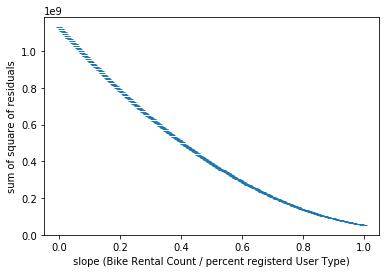 1e9
1.0
0.8
0.6
0.4
0.2
0.0
sum of square of residuals
0.0 0.2 0.4 0.6 0.8 1.0
slope (Bike Rental Count / percent registerd User Type)